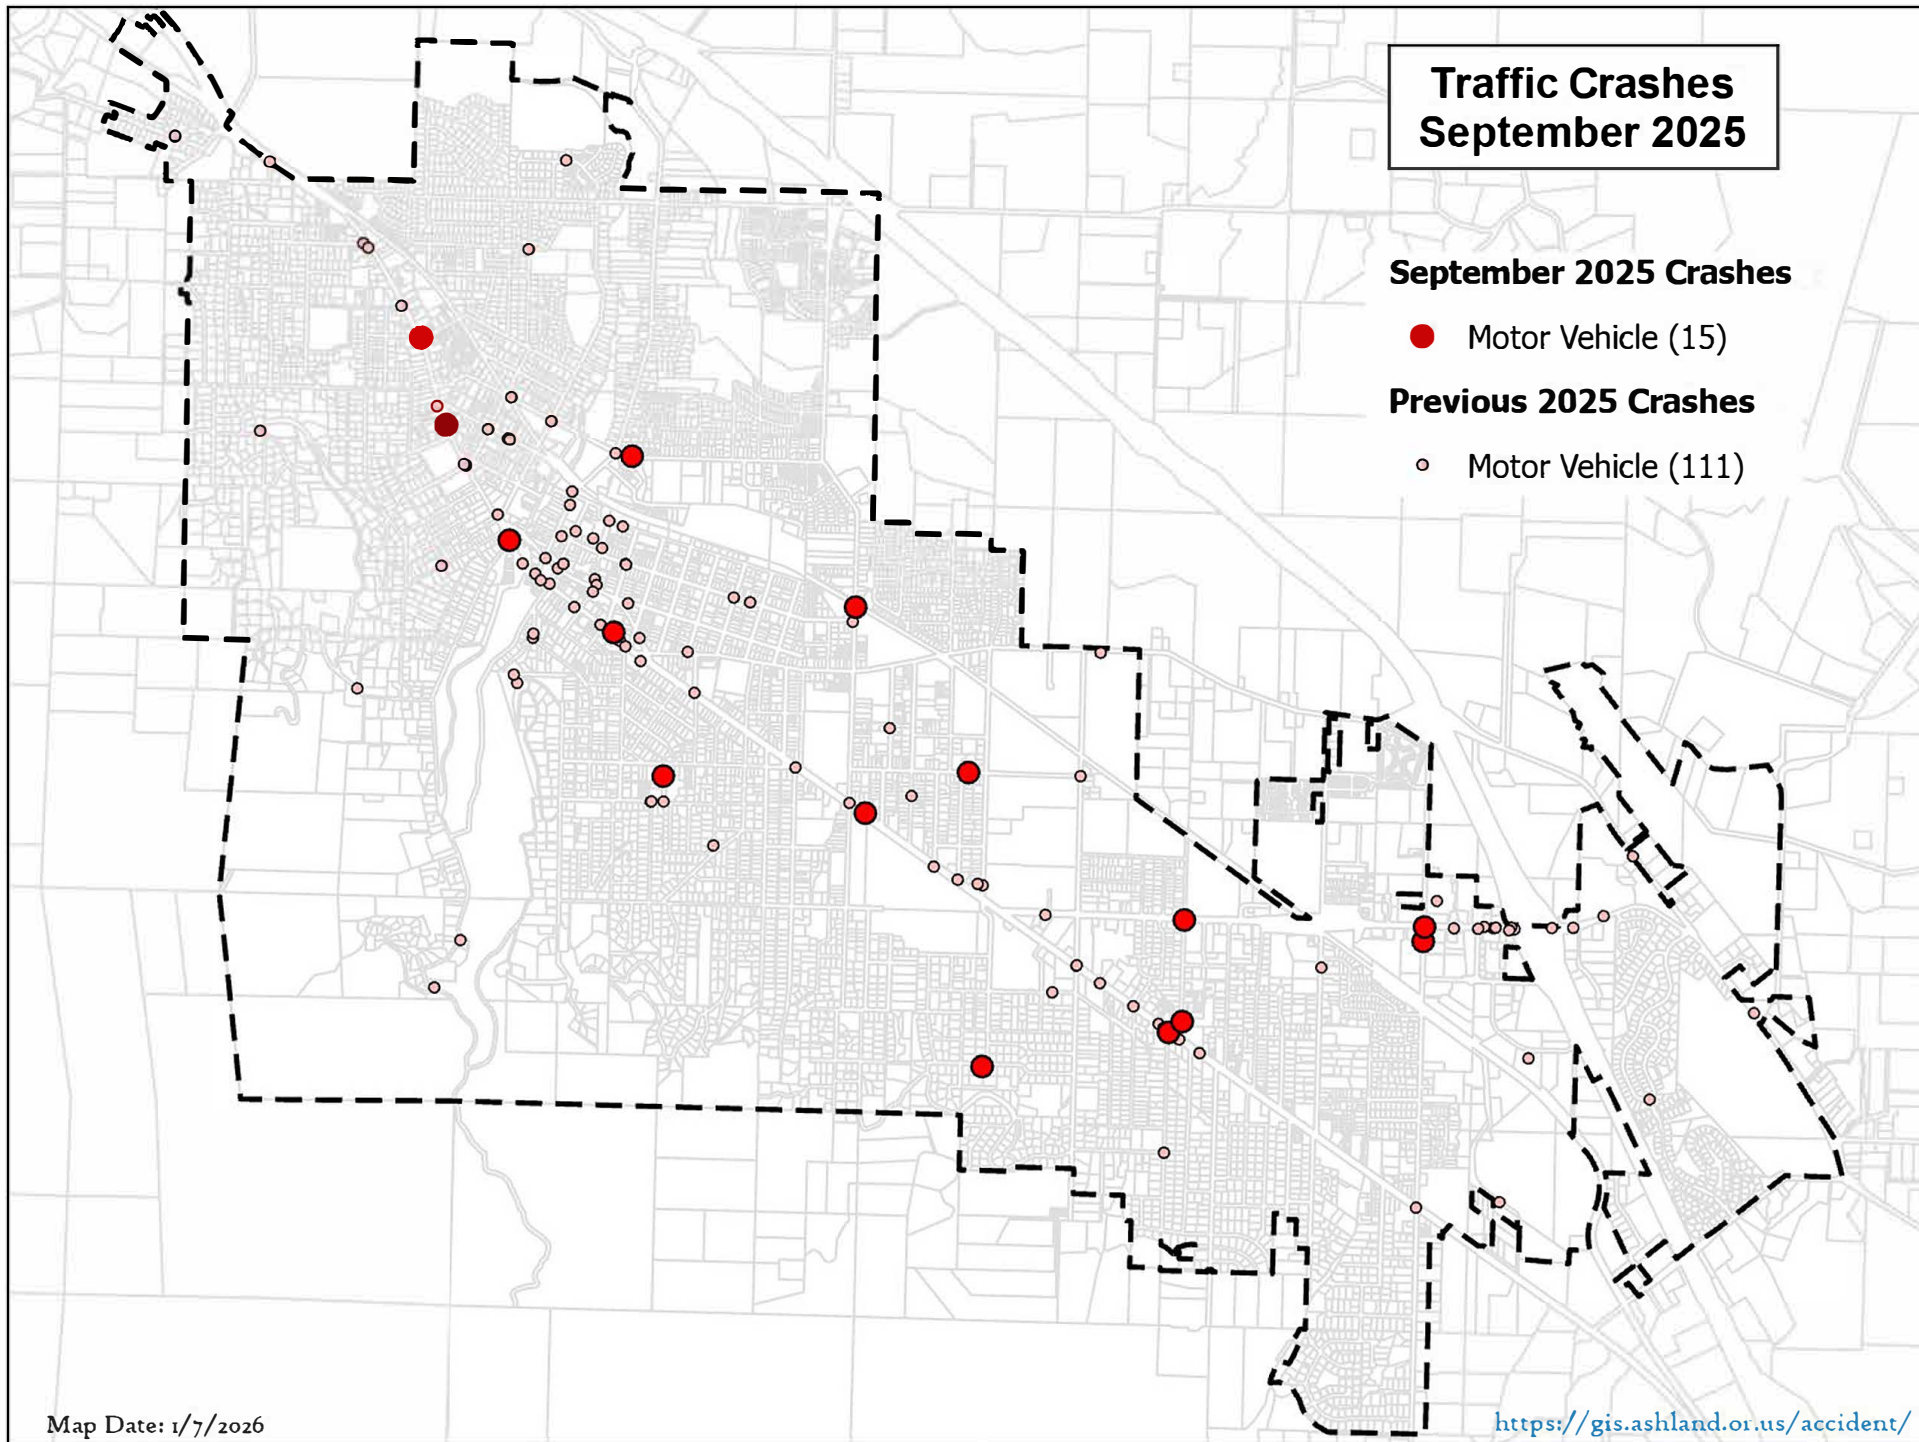 Traffic Crashes
September 2025
September 2025 Crashes
Motor Vehicle (15)
Previous 2025 Crashes
Motor Vehicle (111)
Map Date: 1/7/2026
https://gis.ashland.or.us/accident/